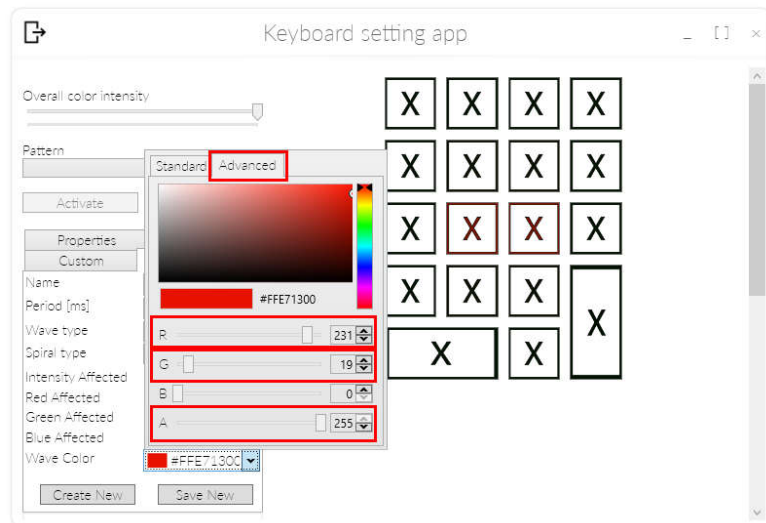 Keyboard setting app
Overall color intensity
Pattern
Standard Advanced
Activate
Properties
Custom
Name
#FFE71300
Period [ms]
Wave type
R 231
Spiral type
G 19
Intensity Affected
Red Affected
B 0
Green Affected
A 255
Blue Affected
Wave Color
#FFE71300
Create New Save New
X X X X
X X X X
X X X X
X X X X
X X